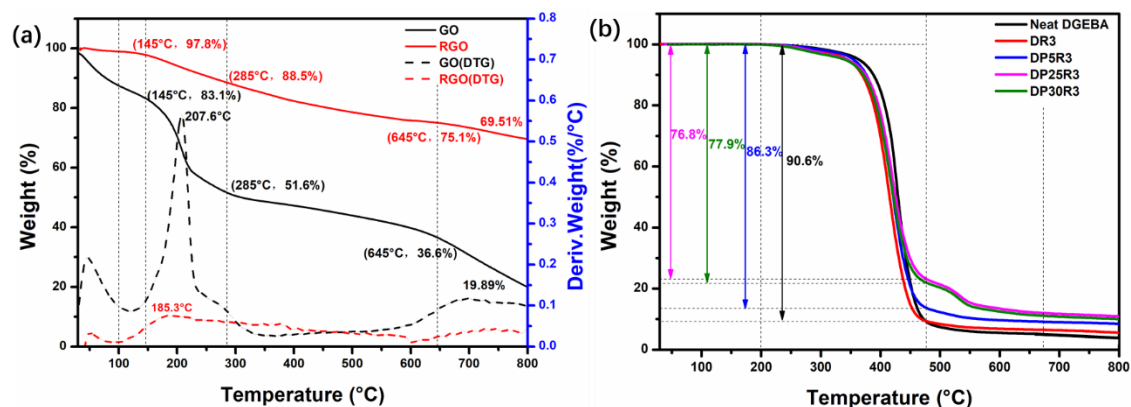 (a)
GO
RGO
GO(DTG)
RGO(DTG)
(145°C, 97.8%)
(285°C, 88.5%)
(145°C, 83.1%)
207.6°C
69.51%
(645°C, 75.1%)
(285°C, 51.6%)
(645°C, 36.6%)
19.89%
185.3°C
Weight (%)
100
80
60
40
20
0
100 200 300 400 500 600 700 800
Temperature (°C)
0.8
0.7
0.6
0.5
0.4
0.3
0.2
0.1
0.0
Deriv.Weight(%/°C)
(b)
Neat DGEBA
DR3
DP5R3
DP25R3
DP30R3
76.8%
77.9%
86.3%
90.6%
Weight (%)
100
80
60
40
20
0
100 200 300 400 500 600 700 800
Temperature (°C)